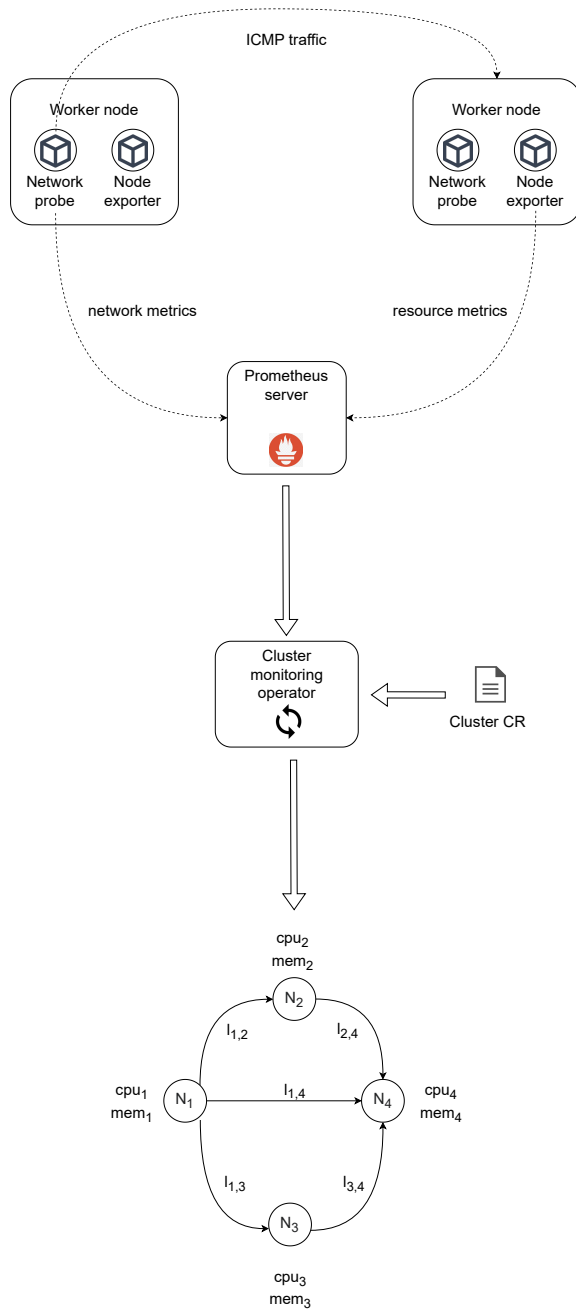 ICMP traffic
Worker node
Network
probe
Node
exporter
Worker node
Network
probe
Node
exporter
network metrics
resource metrics
Prometheus
server
Cluster
monitoring
operator
Cluster CR
cpu2
mem2
N2
l1,2
l2,4
cpu1
mem1
N1
l1,4
N4
cpu4
mem4
l1,3
l3,4
N3
cpu3
mem3